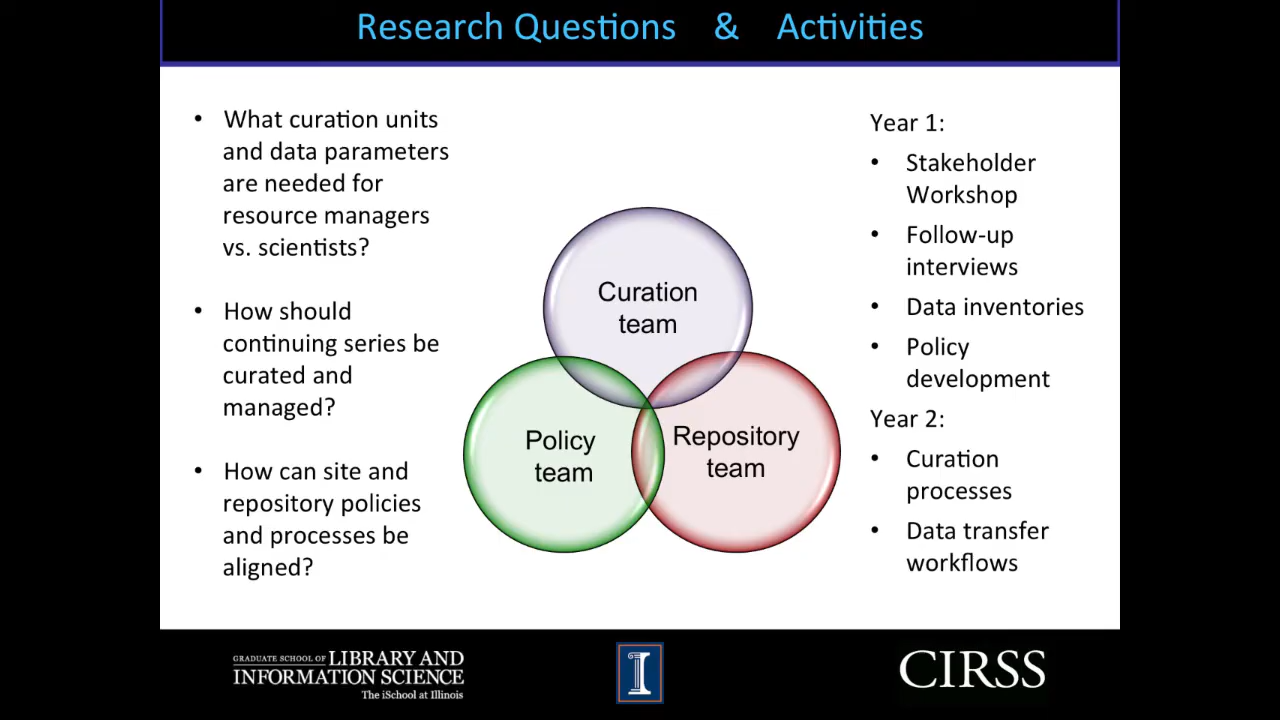 Research Questions & Activities
• What curation units
and data parameters
are needed for
resource managers
vs. scientists?
• How should
continuing series be
curated and
managed?
• How can site and
repository policies
and processes be
aligned?
Curation
team
Policy
team
Repository
team
Year 1:
• Stakeholder
Workshop
• Follow-up
interviews
• Data inventories
• Policy
development
Year 2:
• Curation
processes
• Data transfer
workflows
GRADUATE SCHOOL OF LIBRARY AND
INFORMATION SCIENCE
The iSchool at Illinois
I
CIRSS